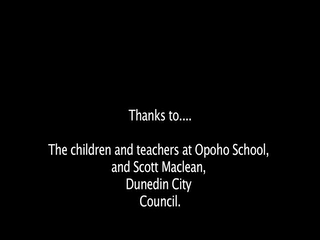 Thanks to....
The children and teachers at Opoho School,
and Scott Maclean,
Dunedin City
Council.